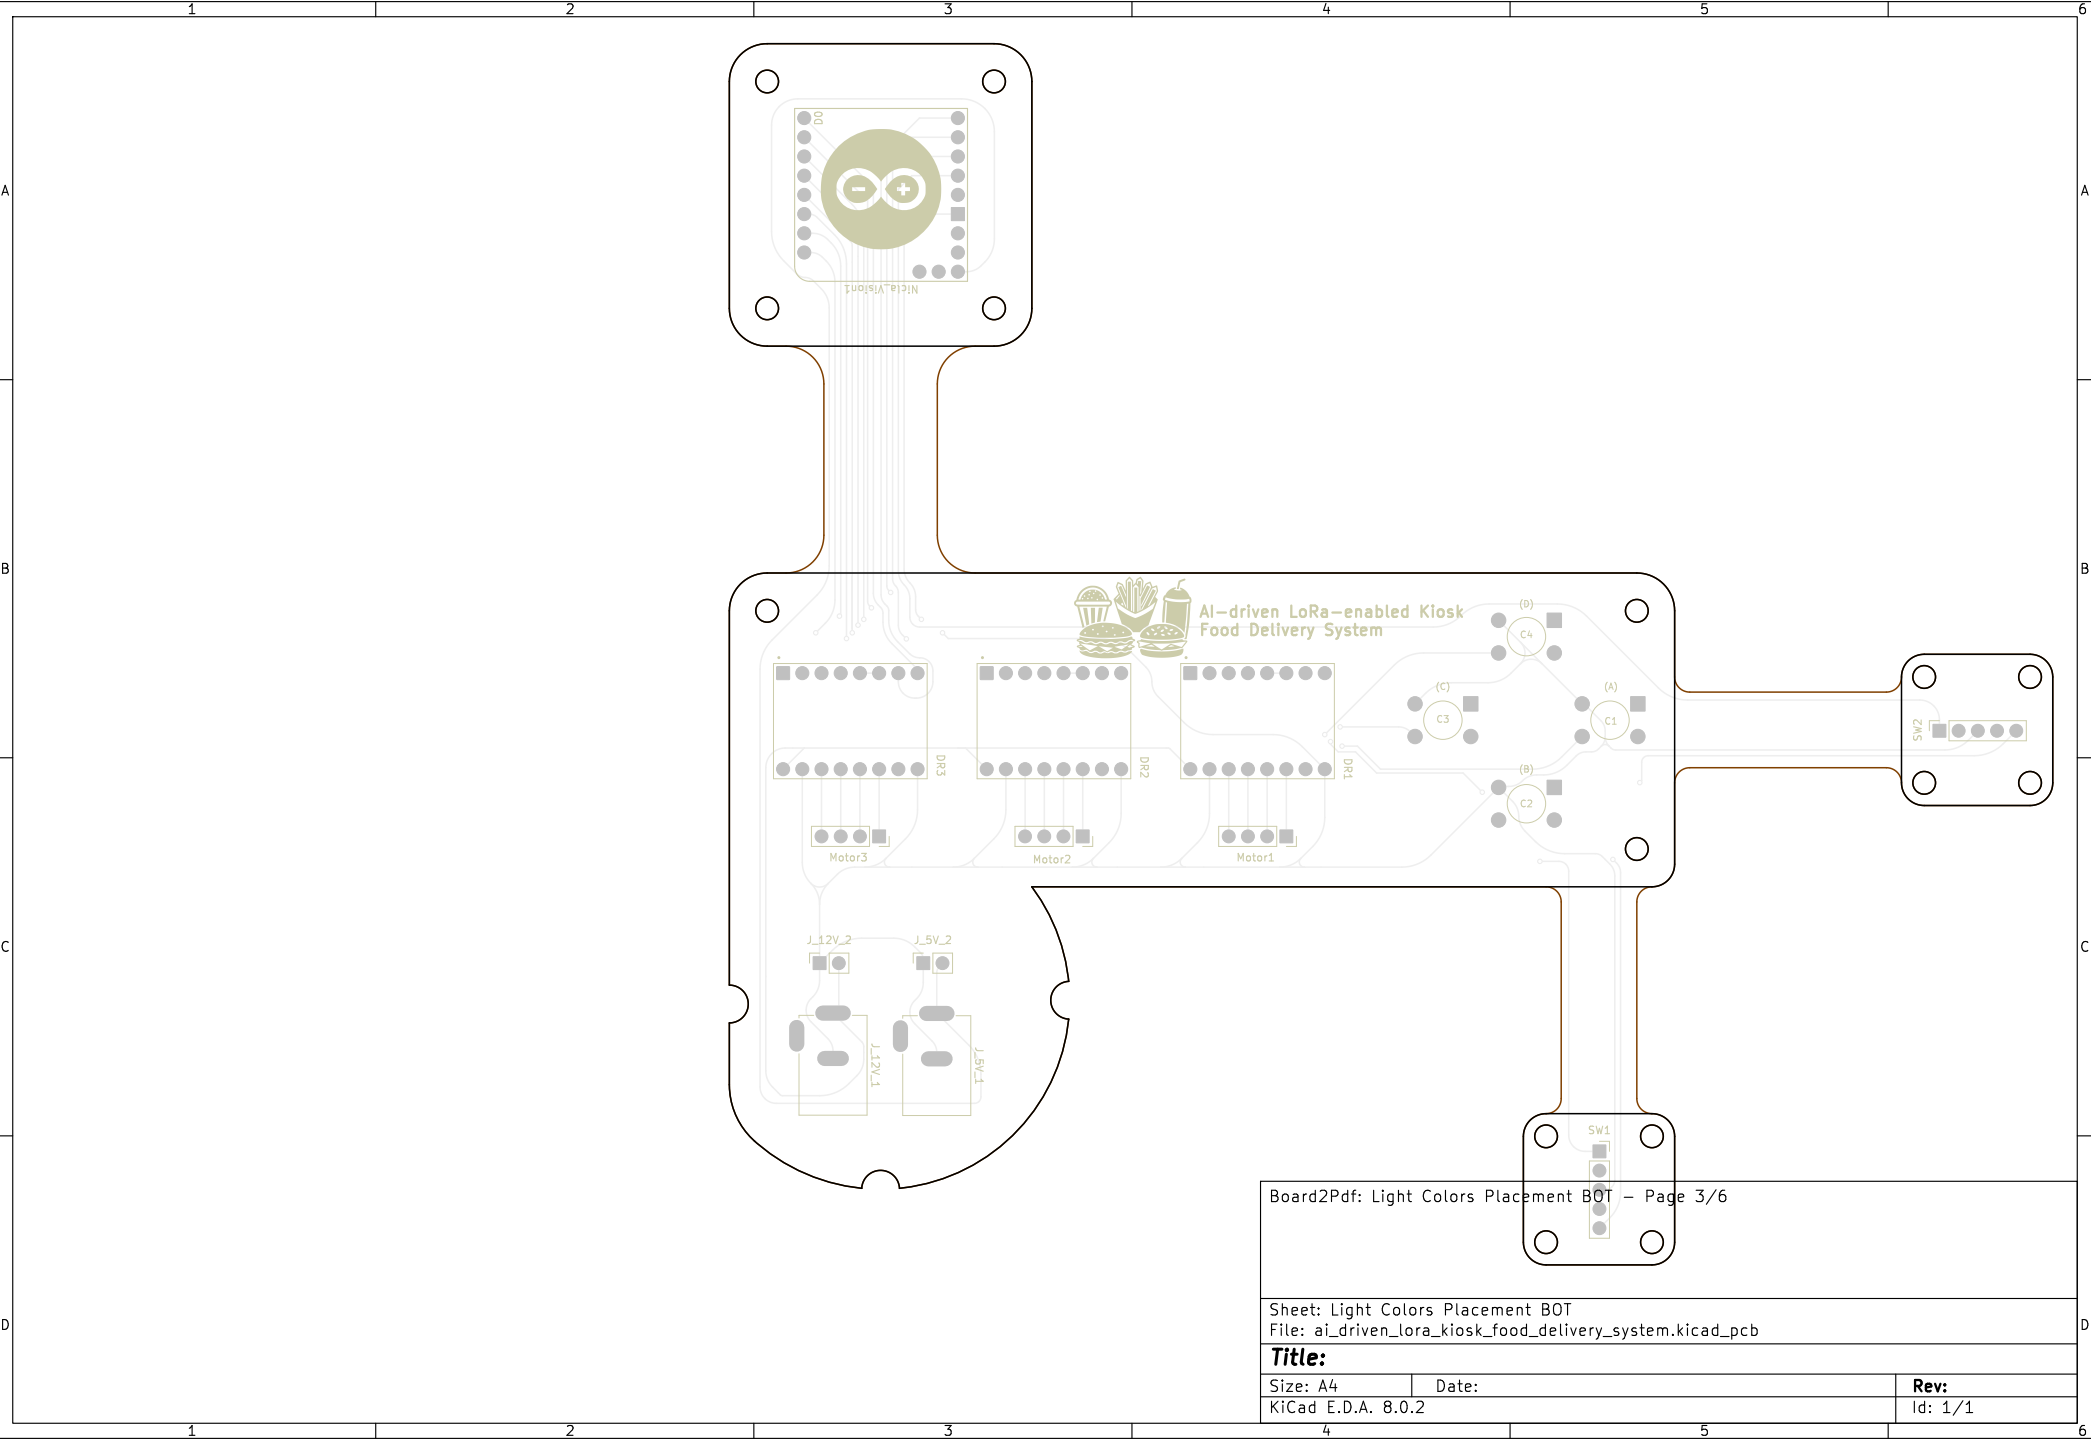 1 2 3 4 5 6
A A
DD
Nicla_Vision1
B B
AI-driven LoRa-enabled Kiosk
Food Delivery System
(D)
C4
(C) (A)
C3 C1
SW2
DR3 DR2 DR1
(B)
C2
Motor3 Motor2 Motor1
C C
J_12V_2 J_5V_2
J_12V_1 J_5V_1
SW1
Board2Pdf: Light Colors Placement BOT - Page 3/6
Sheet: Light Colors Placement BOT
D D
File: ai_driven_lora_kiosk_food_delivery_system.kicad_pcb
Title:
Size: A4 Date: Rev:
KiCad E.D.A. 8.0.2 Id: 1/1
1 2 3 4 5 6